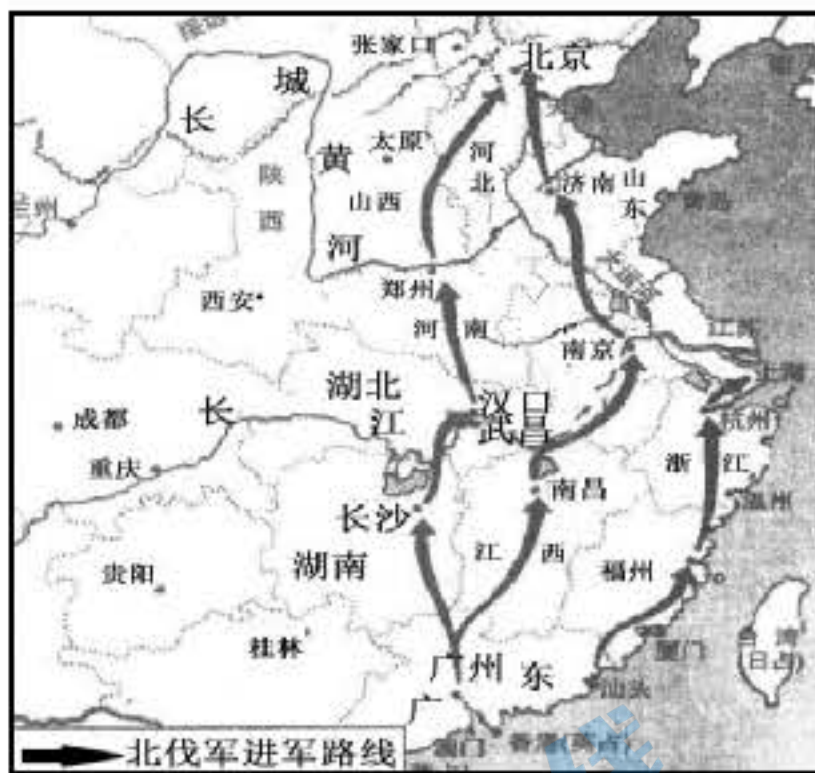 张家口
北京
长
城
陕西
黄
河
太原
山西
河北
济南
山东
青岛
兰州
西安
郑州
河南
大运河
江苏
南京
上海
湖北
汉口
武昌
长
江
成都
重庆
杭州
浙江
温州
南昌
江西
长沙
湖南
贵阳
福州
桂林
广州
广
东
厦门
汕头
台湾
(日占)
澳门
香港(英占)
北伐军进军路线